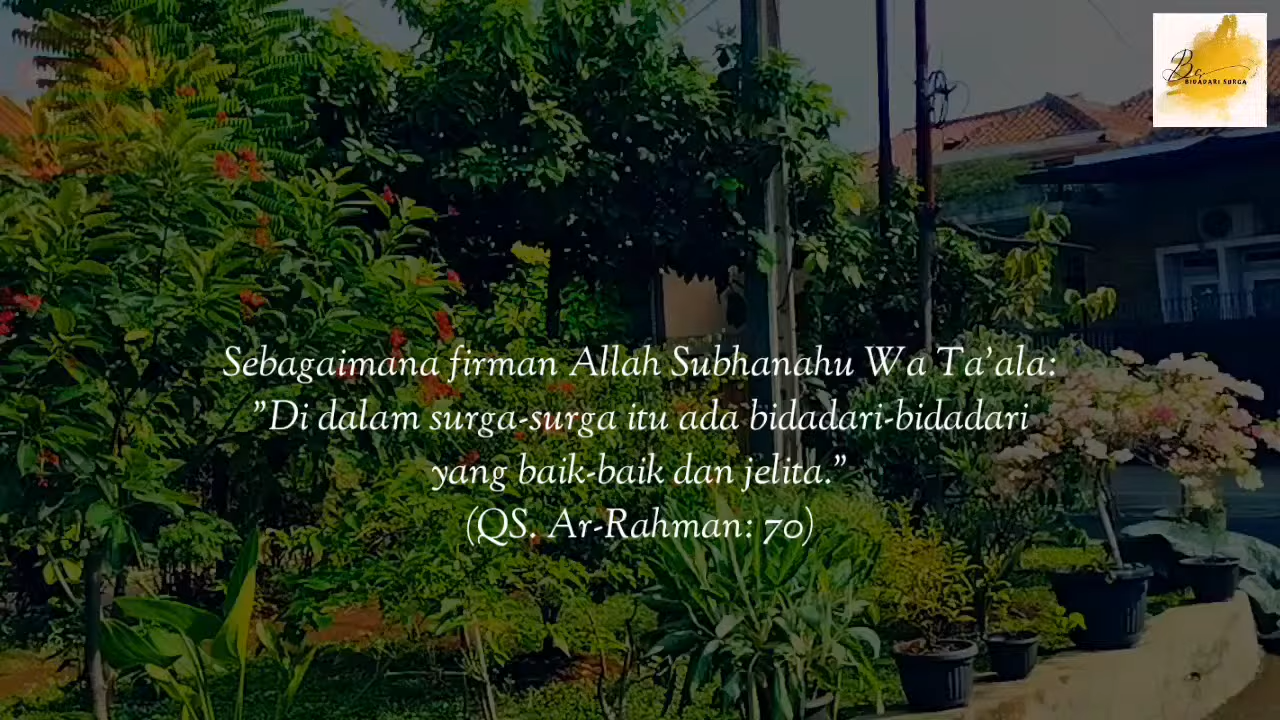 Bs
BIDADARI SURGA
Sebagaimana firman Allah Subhanahu Wa Ta’ala:
”Di dalam surga-surga itu ada bidadari-bidadari
yang baik-baik dan jelita.”
(QS. Ar-Rahman: 70)